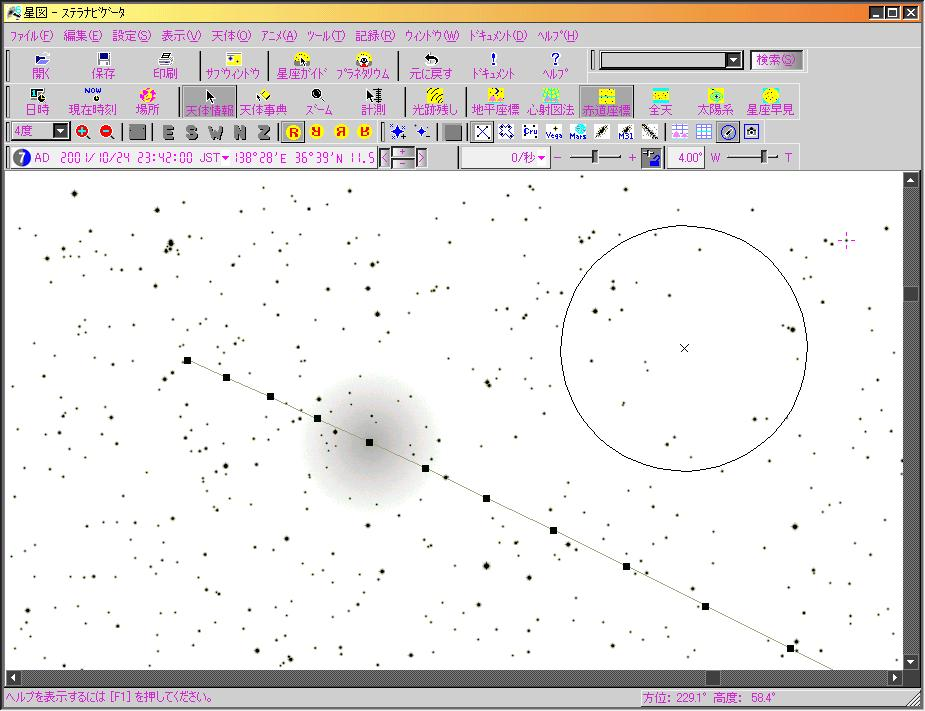 星図 - ステラナビゲータ
ファイル(F) 編集(E) 設定(S) 表示(V) 天体(O) アニメ(A) ツール(T) 記録(R) ウィンドウ(W) ドキュメント(D) ヘルプ(H)
開く 保存 印刷 サブウィンドウ 星座ガイド プラネタリウム 元に戻す ドキュメント ヘルプ 検索(S)
日時 現在時刻 場所 天体情報 天体事典 ズーム 計測 光跡残し 地平座標 心射図法 赤道座標 全天 太陽系 星座早見
4度 E S W N Z R R R R Vega Mars M31
7 AD 2001/10/24 23:42:00 JST 138°28'E 36°39'N 11.5 + − 0/秒 − + 4.00° W T
ヘルプを表示するには [F1] を押してください。 方位: 229.1° 高度: 58.4°